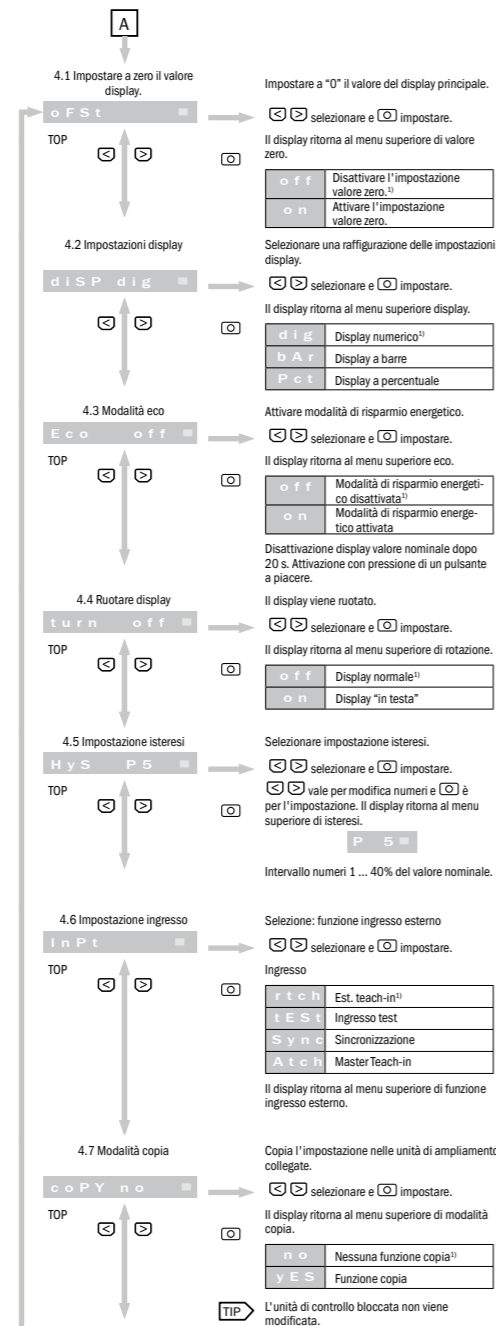 A
4.1 Impostare a zero il valore
display.
oFSt
TOP
< >
O
Impostare a "0" il valore del display principale.
< > selezionare e O impostare.
Il display ritorna al menu superiore di valore
zero.
off Disattivare l'impostazione
valore zero.1)
on Attivare l'impostazione
valore zero.
4.2 Impostazioni display
diSP dig
< >
O
Selezionare una raffigurazione delle impostazioni
display.
< > selezionare e O impostare.
Il display ritorna al menu superiore display.
dig Display numerico1)
bAr Display a barre
Pct Display a percentuale
4.3 Modalità eco
Eco off
TOP
< >
O
Attivare modalità di risparmio energetico.
< > selezionare e O impostare.
Il display ritorna al menu superiore eco.
off Modalità di risparmio energeti-
co disattivata1)
on Modalità di risparmio energe-
tico attivata
Disattivazione display valore nominale dopo
20 s. Attivazione con pressione di un pulsante
a piacere.
4.4 Ruotare display
turn off
TOP
< >
O
Il display viene ruotato.
< > selezionare e O impostare.
Il display ritorna al menu superiore di rotazione.
off Display normale1)
on Display "in testa"
4.5 Impostazione isteresi
HyS P5
TOP
< >
O
Selezionare impostazione isteresi.
< > selezionare e O impostare.
< > vale per modifica numeri e O è
per l'impostazione. Il display ritorna al menu
superiore di isteresi.
P 5
Intervallo numeri 1 ... 40% del valore nominale.
4.6 Impostazione ingresso
InPt
TOP
< >
O
Selezione: funzione ingresso esterno
< > selezionare e O impostare.
Ingresso
rtch Est. teach-in1)
tESt Ingresso test
Sync Sincronizzazione
Atch Master Teach-in
Il display ritorna al menu superiore di funzione
ingresso esterno.
4.7 Modalità copia
coPY no
TOP
< >
O
Copia l'impostazione nelle unità di ampliamento
collegate.
< > selezionare e O impostare.
Il display ritorna al menu superiore di modalità
copia.
no Nessuna funzione copia1)
yES Funzione copia
TIP L'unità di controllo bloccata non viene
modificata.